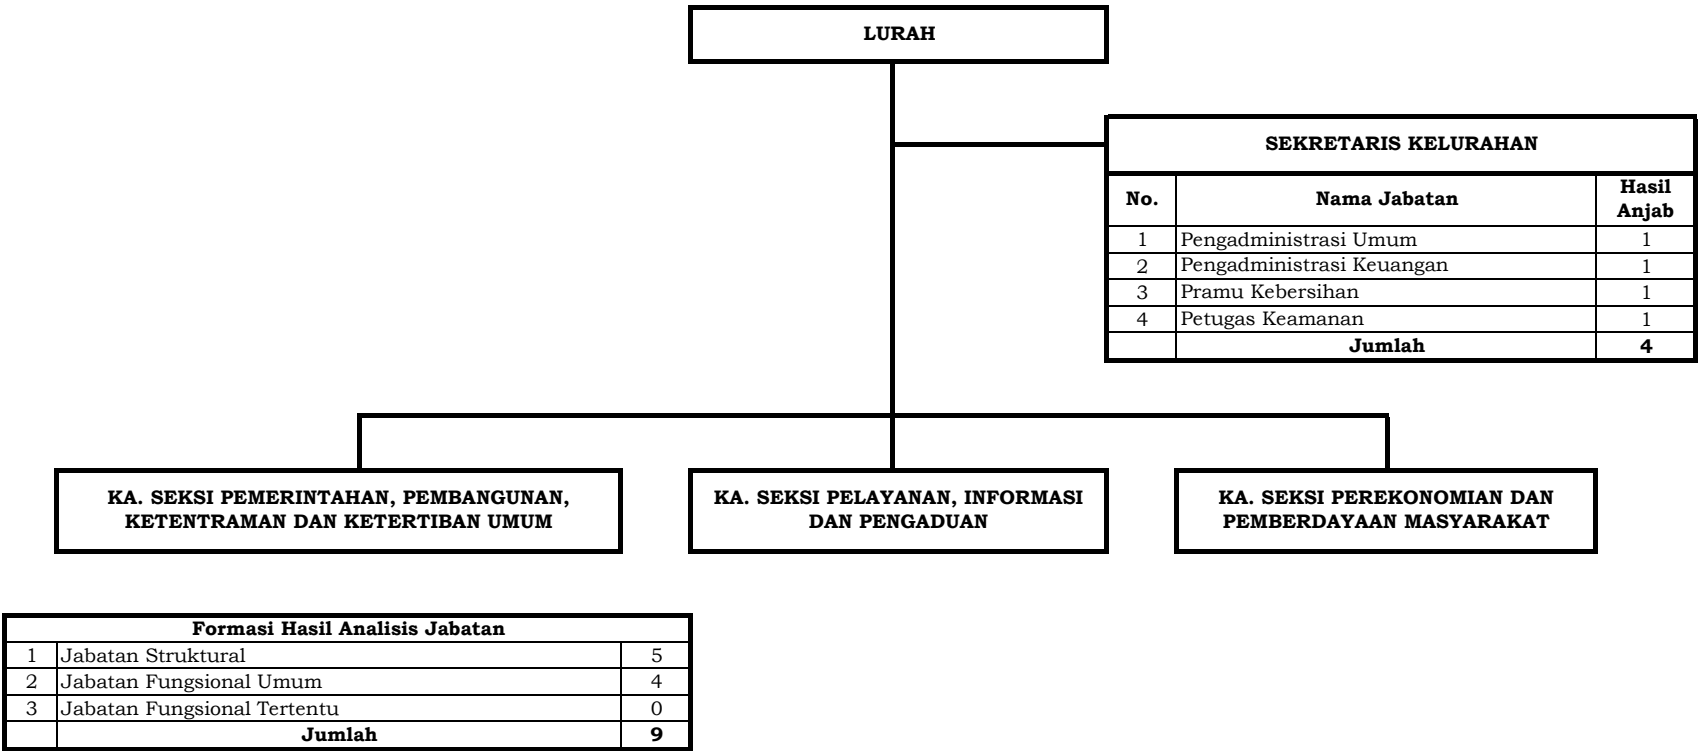 LURAH
SEKRETARIS KELURAHAN
No. Nama Jabatan Hasil Anjab
1 Pengadministrasi Umum 1
2 Pengadministrasi Keuangan 1
3 Pramu Kebersihan 1
4 Petugas Keamanan 1
Jumlah 4
KA. SEKSI PEMERINTAHAN, PEMBANGUNAN,
KETENTRAMAN DAN KETERTIBAN UMUM
KA. SEKSI PELAYANAN, INFORMASI
DAN PENGADUAN
KA. SEKSI PEREKONOMIAN DAN
PEMBERDAYAAN MASYARAKAT
Formasi Hasil Analisis Jabatan
1 Jabatan Struktural 5
2 Jabatan Fungsional Umum 4
3 Jabatan Fungsional Tertentu 0
Jumlah 9